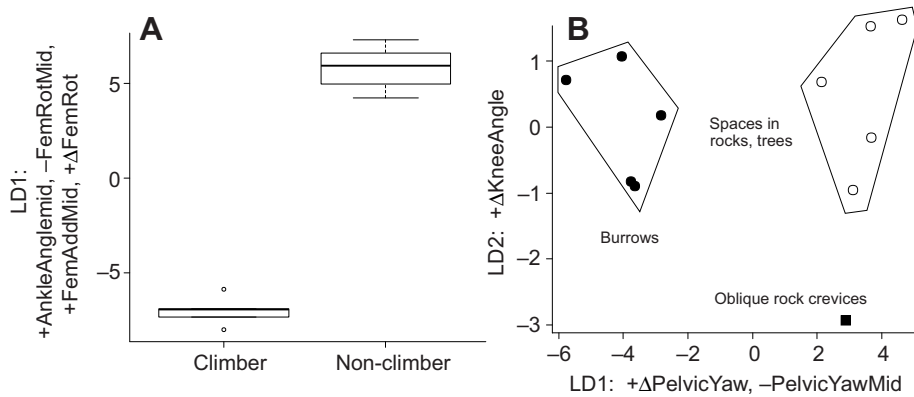 A
LD1:
+AnkleAnglemid, –FemRotMid,
+FemAddMid, +ΔFemRot
5
0
–5
Climber
Non-climber
B
LD2: +ΔKneeAngle
1
0
–1
–2
–3
Spaces in
rocks, trees
Burrows
Oblique rock crevices
–6
–4
–2
0
2
4
LD1: +ΔPelvicYaw, –PelvicYawMid